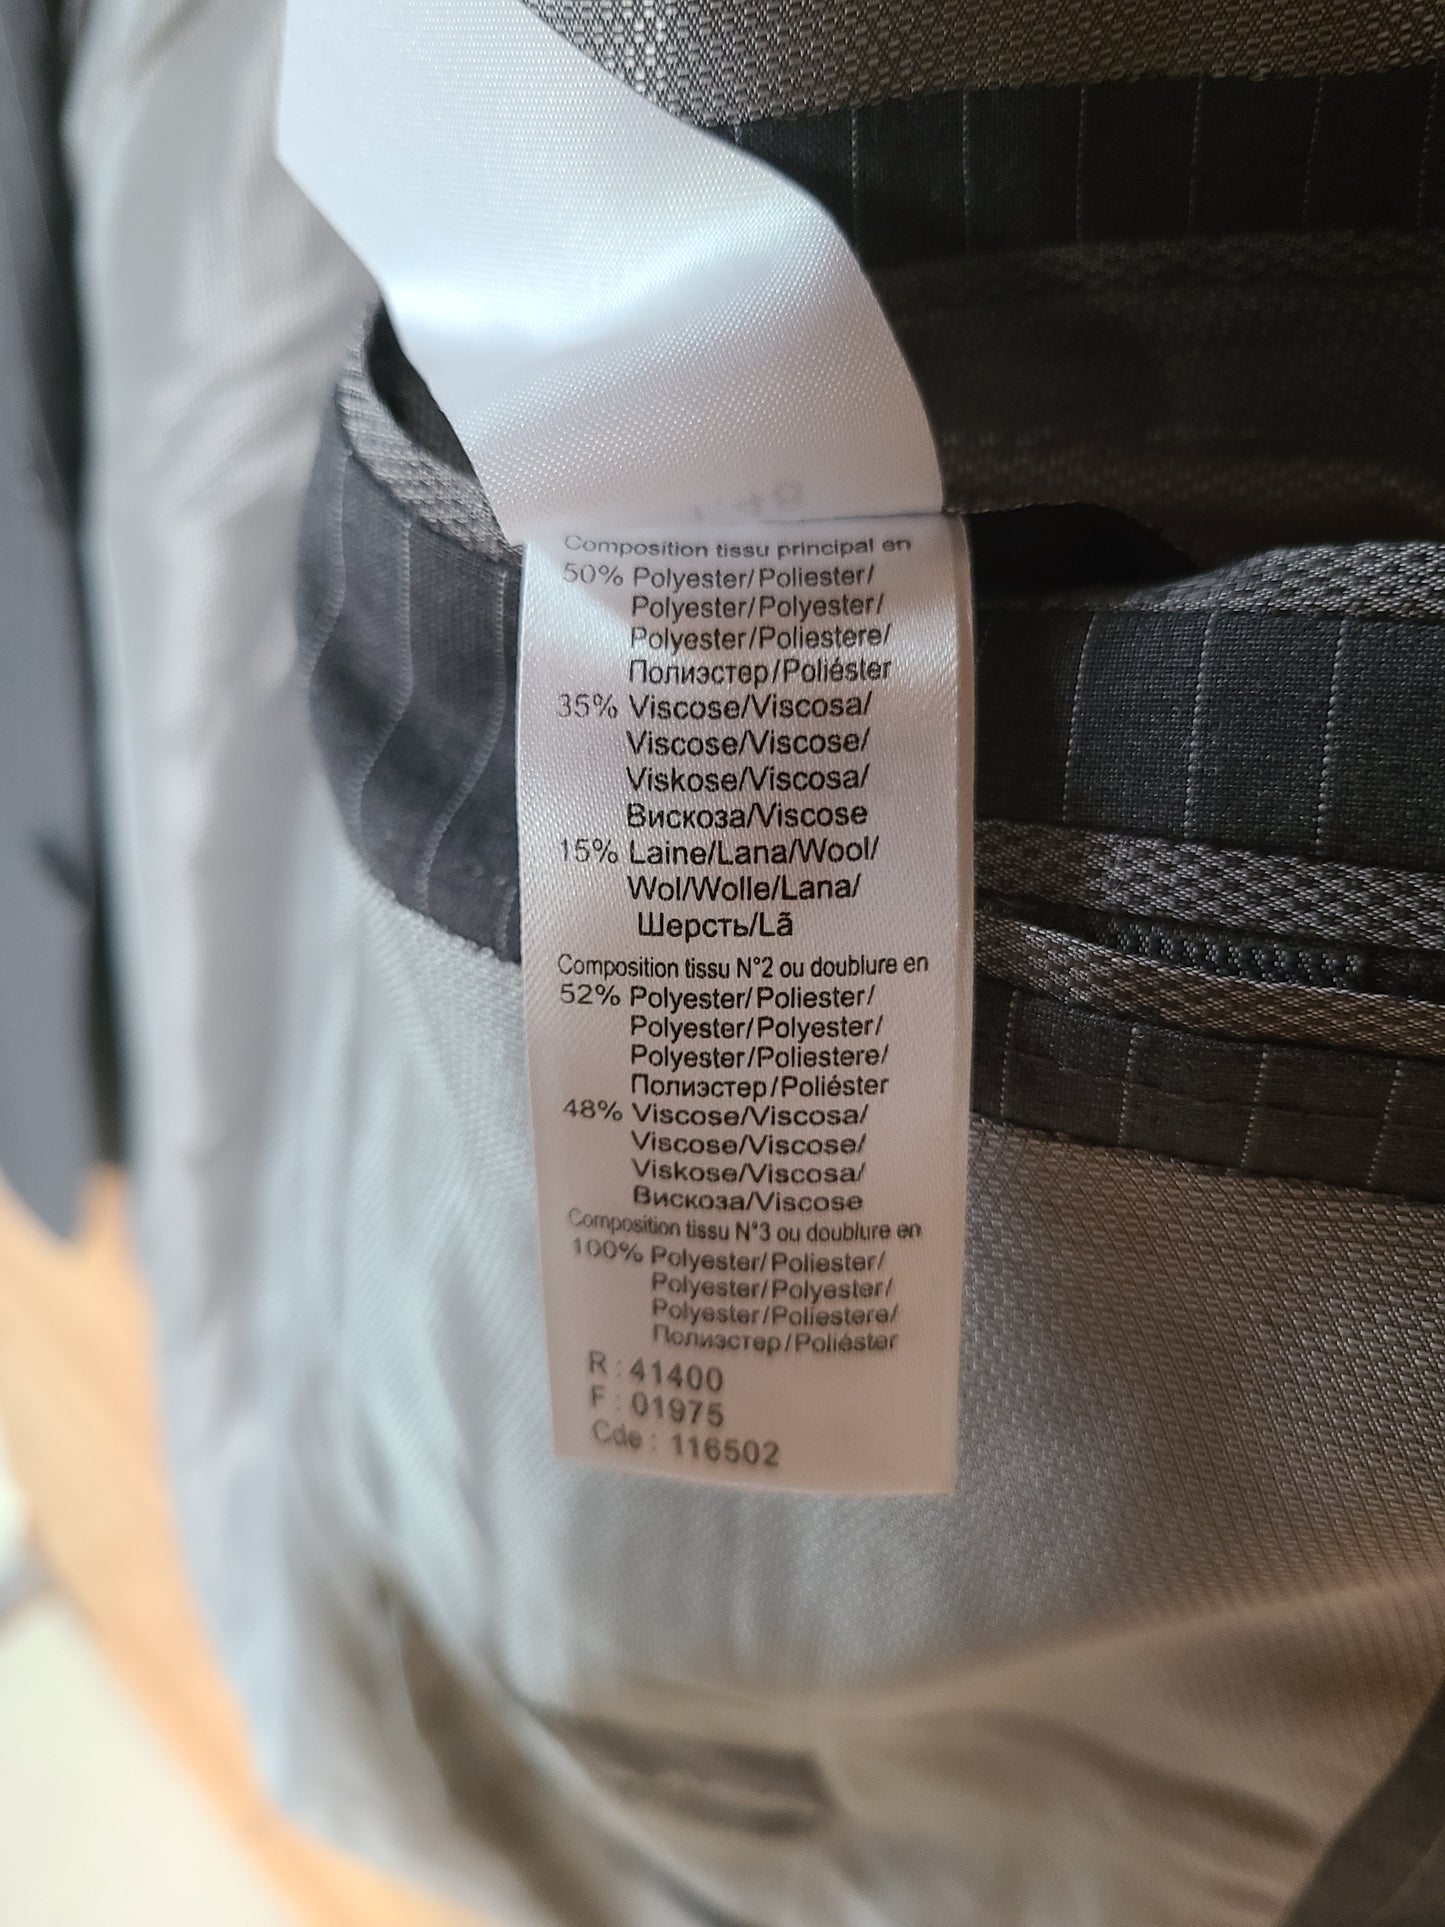 Composition tissu principal en
50% Polyester/Poliester/
Polyester/Polyester/
Polyester/Poliestere/
Полиэстер/Poliéster
35% Viscose/Viscosa/
Viscose/Viscose/
Viskose/Viscosa/
Вискоза/Viscose
15% Laine/Lana/Wool/
Wol/Wolle/Lana/
Шерсть/Lã
Composition tissu N°2 ou doublure en
52% Polyester/Poliester/
Polyester/Polyester/
Polyester/Poliestere/
Полиэстер/Poliéster
48% Viscose/Viscosa/
Viscose/Viscose/
Viskose/Viscosa/
Вискоза/Viscose
Composition tissu N°3 ou doublure en
100% Polyester/Poliester/
Polyester/Polyester/
Polyester/Poliestere/
Полиэстер/Poliéster
R : 41400
F : 01975
Cde : 116502